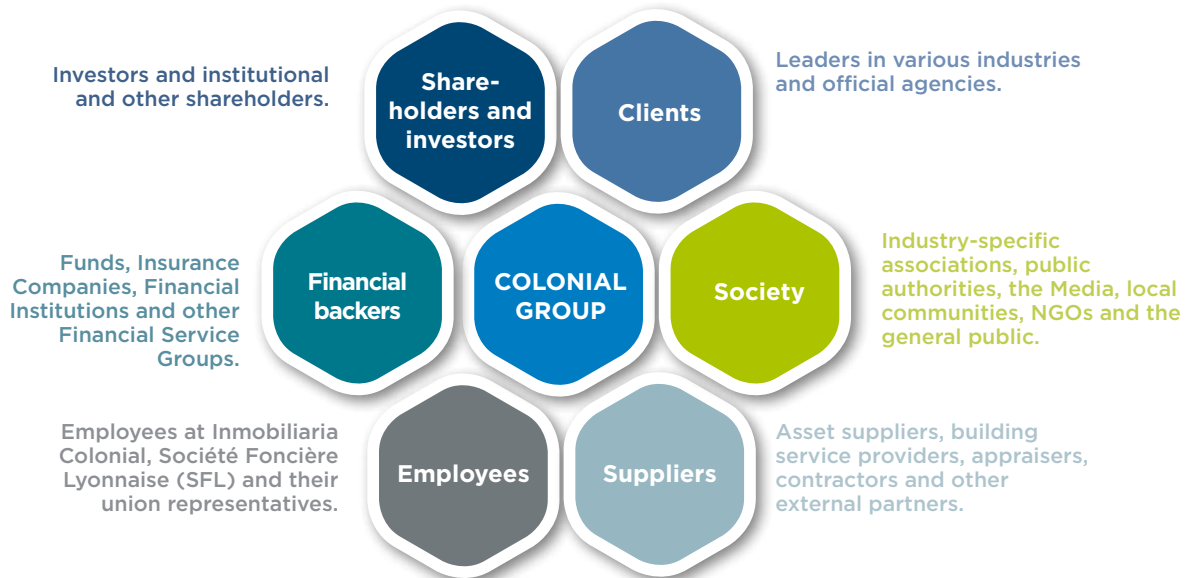 Investors and institutional
and other shareholders.
Share-
holders and
investors
Clients
Leaders in various industries
and official agencies.
Funds, Insurance
Companies, Financial
Institutions and other
Financial Service
Groups.
Financial
backers
COLONIAL
GROUP
Society
Industry-specific
associations, public
authorities, the Media, local
communities, NGOs and the
general public.
Employees at Inmobiliaria
Colonial, Société Foncière
Lyonnaise (SFL) and their
union representatives.
Employees
Suppliers
Asset suppliers, building
service providers, appraisers,
contractors and other
external partners.